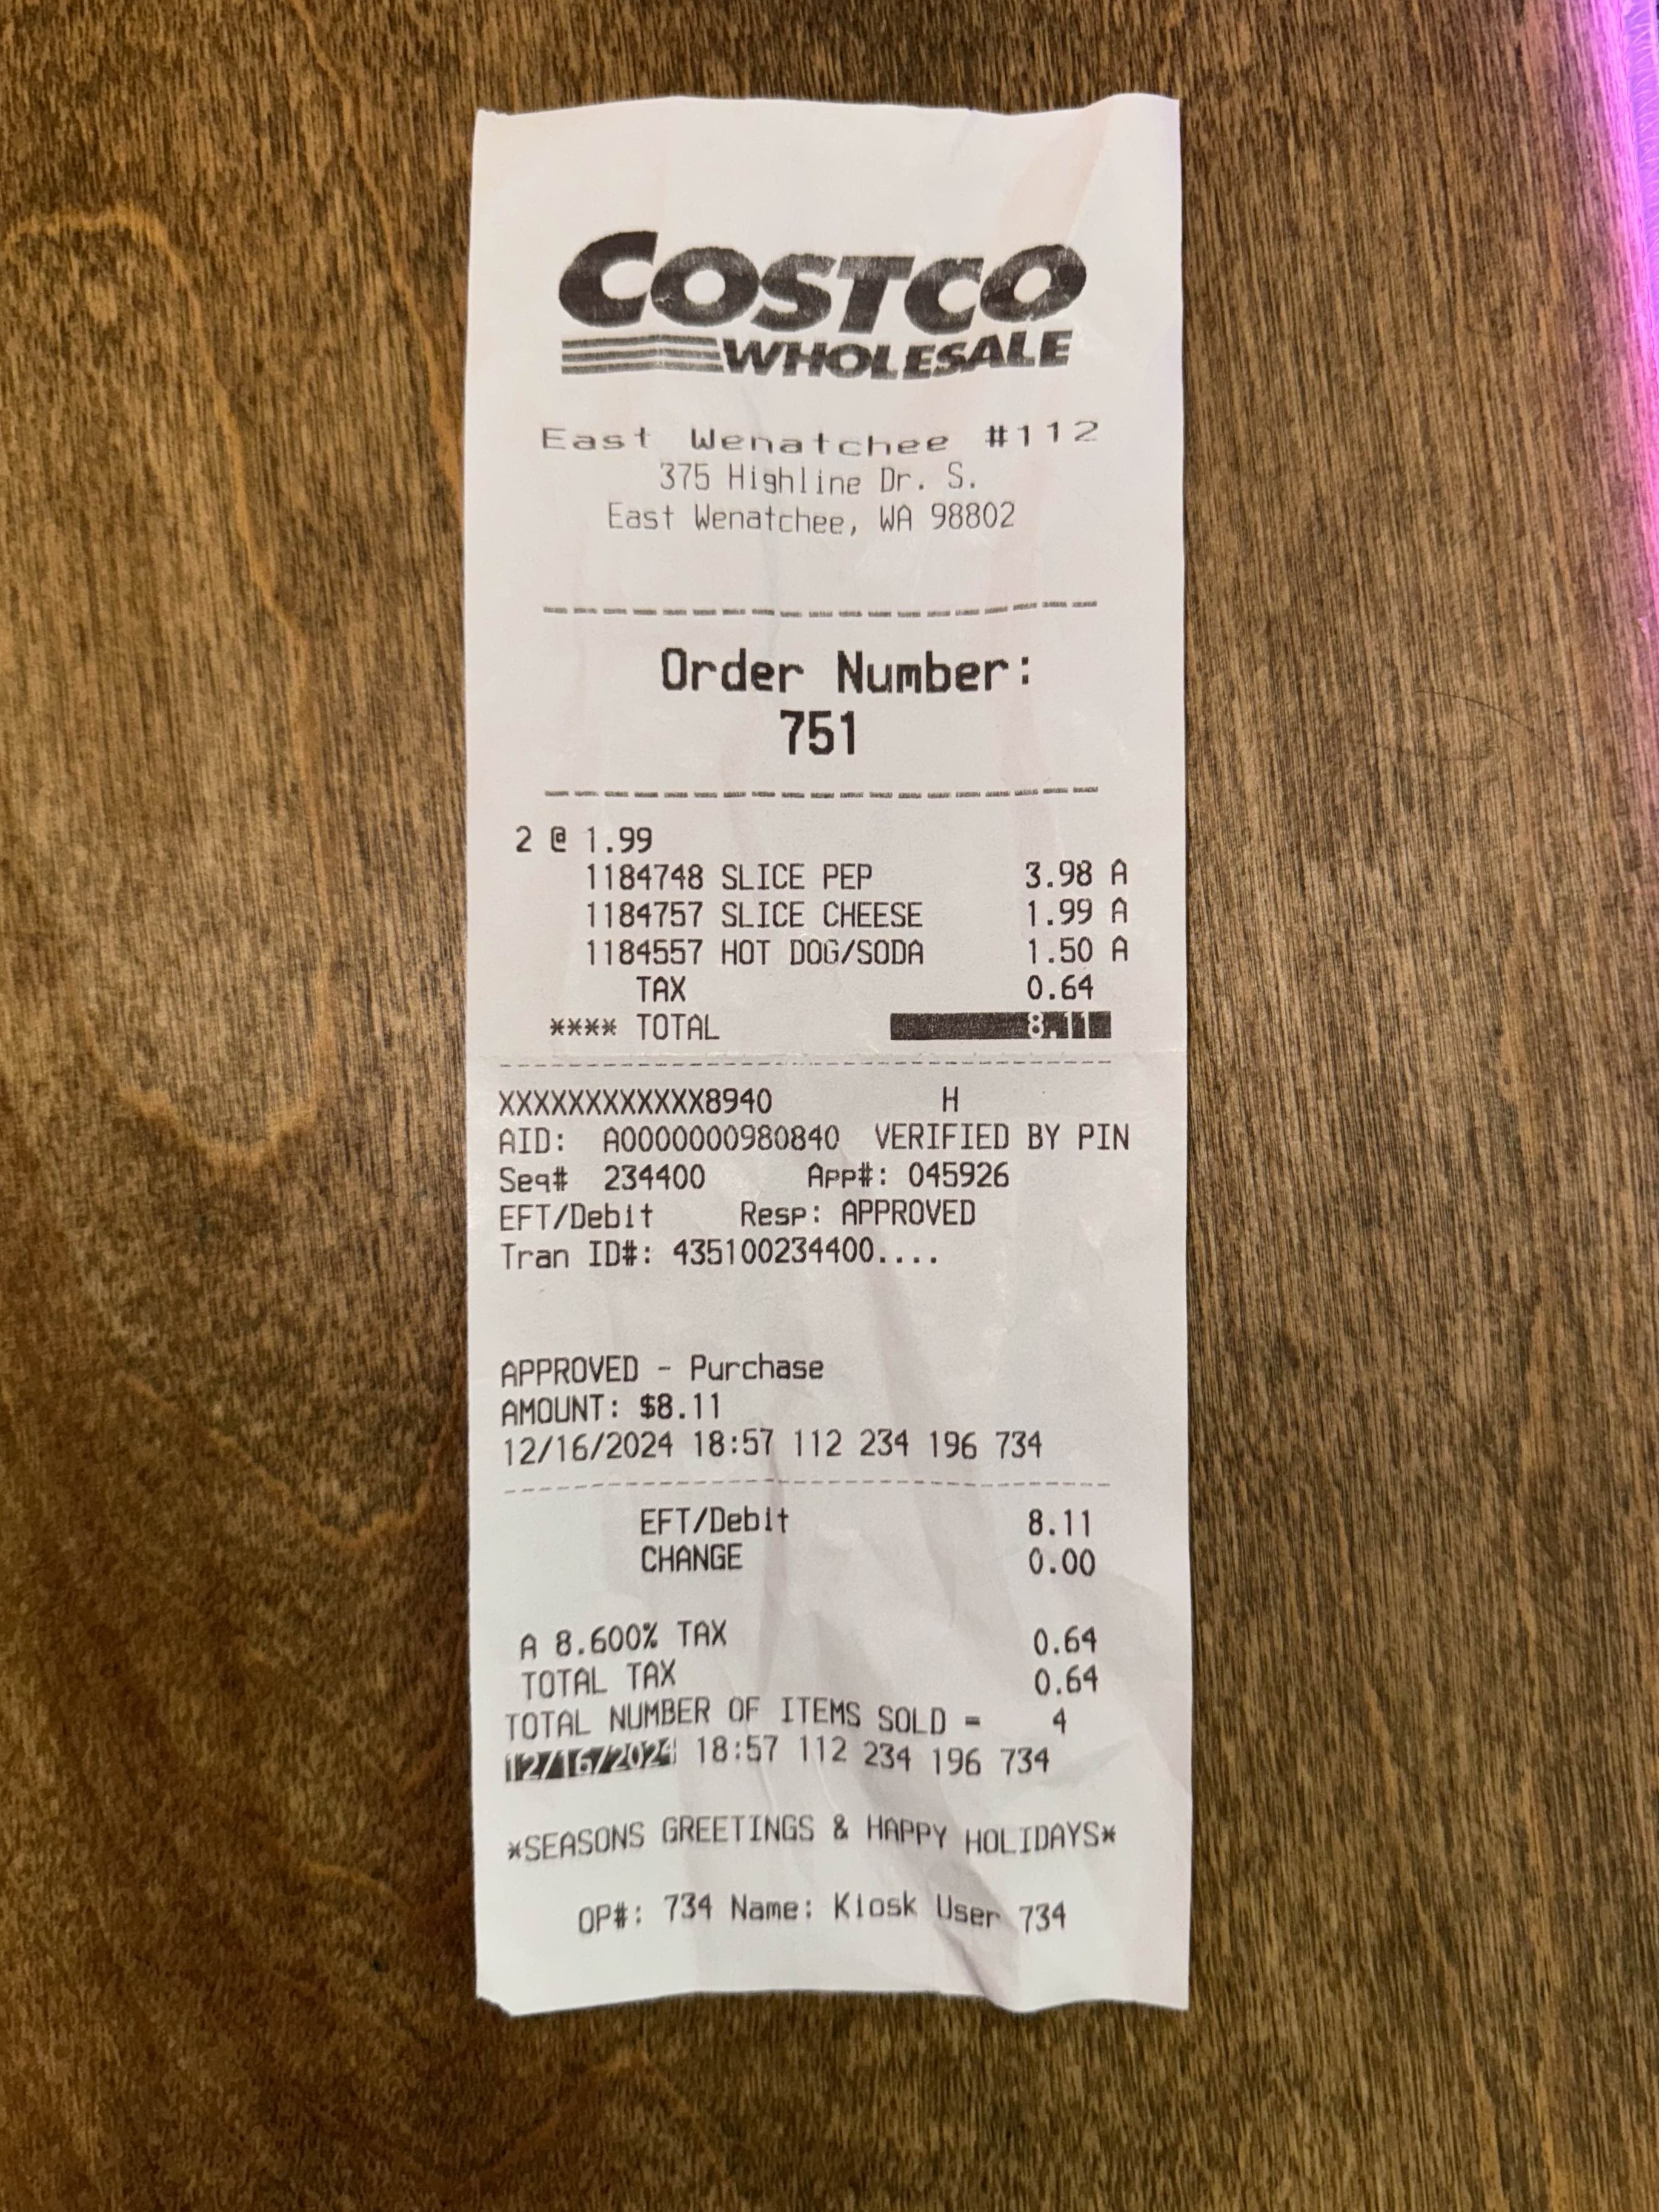 COSTCO
WHOLESALE
East Wenatchee #112
375 Highline Dr. S.
East Wenatchee, WA 98802
Order Number:
751
2 @ 1.99
1184748 SLICE PEP 3.98 A
1184757 SLICE CHEESE 1.99 A
1184557 HOT DOG/SODA 1.50 A
TAX 0.64
**** TOTAL 8.11
XXXXXXXXXXXX8940 H
AID: A0000000980840 VERIFIED BY PIN
Seq# 234400 App#: 045926
EFT/Debit Resp: APPROVED
Tran ID#: 435100234400....
APPROVED - Purchase
AMOUNT: $8.11
12/16/2024 18:57 112 234 196 734
EFT/Debit 8.11
CHANGE 0.00
A 8.600% TAX 0.64
TOTAL TAX 0.64
TOTAL NUMBER OF ITEMS SOLD = 4
12/16/2024 18:57 112 234 196 734
*SEASONS GREETINGS & HAPPY HOLIDAYS*
OP#: 734 Name: Kiosk User 734